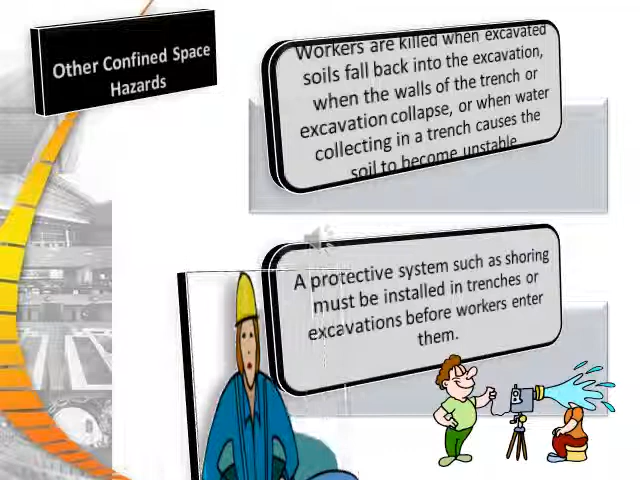 Other Confined Space
Hazards
Workers are killed when excavated
soils fall back into the excavation,
when the walls of the trench or
excavation collapse, or when water
collecting in a trench causes the
soil to become unstable
A protective system such as shoring
must be installed in trenches or
excavations before workers enter
them.